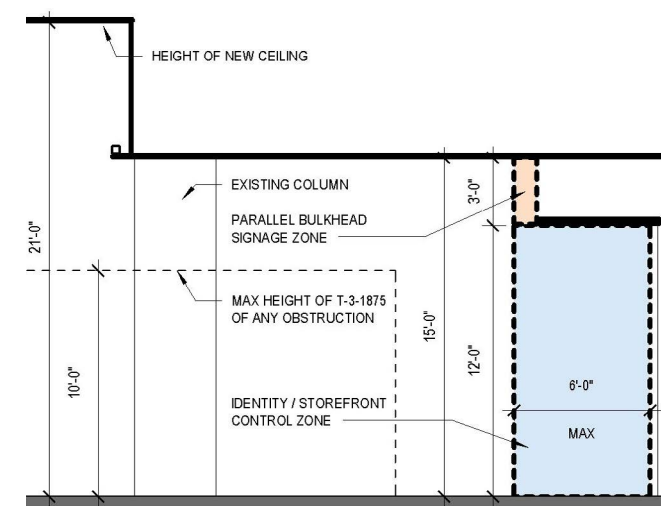 HEIGHT OF NEW CEILING
EXISTING COLUMN
PARALLEL BULKHEAD
SIGNAGE ZONE
3'-0"
21'-0"
MAX HEIGHT OF T-3-1875
OF ANY OBSTRUCTION
15'-0"
12'-0"
10'-0"
6'-0"
MAX
IDENTITY / STOREFRONT
CONTROL ZONE